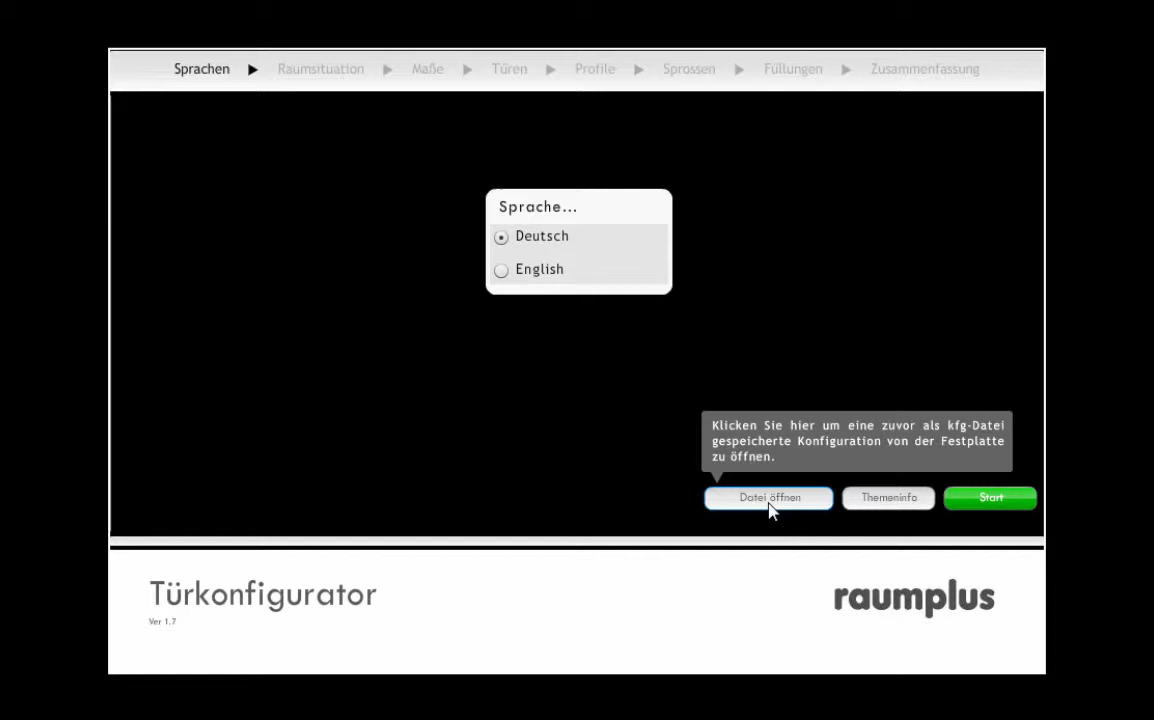 Sprachen Raumsituation Maße Türen Profile Sprossen Füllungen Zusammenfassung
Sprache...
Deutsch
English
Klicken Sie hier um eine zuvor als kfg-Datei
gespeicherte Konfiguration von der Festplatte
zu öffnen.
Datei öffnen Themeninfo Start
Türkonfigurator
Ver 1.7
raumplus